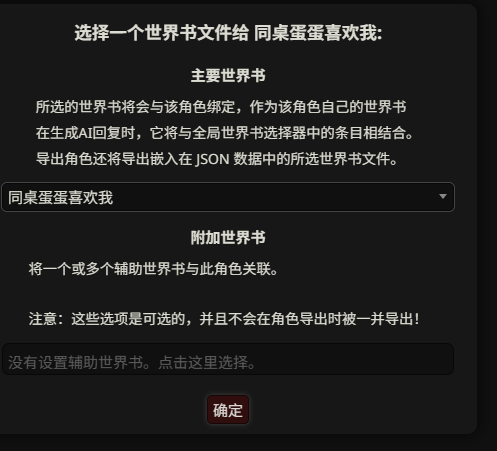 选择一个世界书文件给 同桌蛋蛋喜欢我:
主要世界书
所选的世界书将会与该角色绑定，作为该角色自己的世界书
在生成AI回复时，它将与全局世界书选择器中的条目相结合。
导出角色还将导出嵌入在 JSON 数据中的所选世界书文件。
同桌蛋蛋喜欢我
附加世界书
将一个或多个辅助世界书与此角色关联。
注意：这些选项是可选的，并且不会在角色导出时被一并导出！
没有设置辅助世界书。点击这里选择。
确定